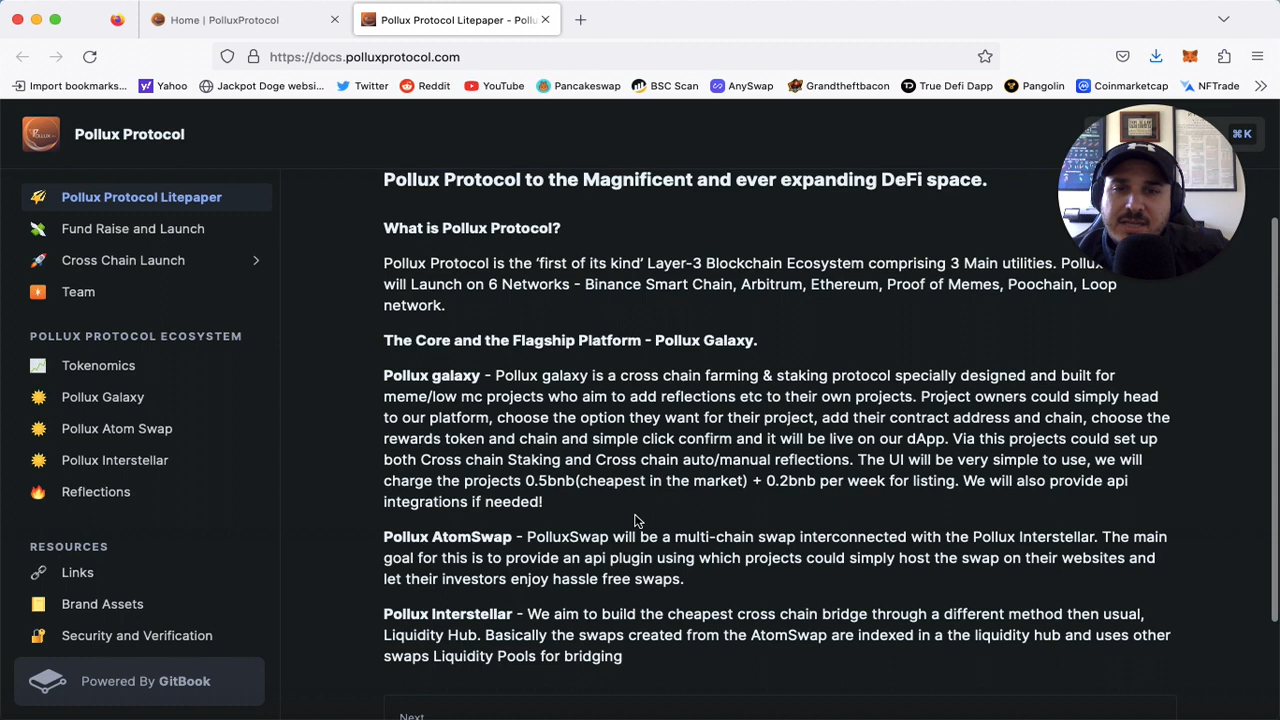 Home | PolluxProtocol
Pollux Protocol Litepaper - Pollu
https://docs.polluxprotocol.com
Import bookmarks...
Yahoo
Jackpot Doge websi...
Twitter
Reddit
YouTube
Pancakeswap
BSC Scan
AnySwap
Grandtheftbacon
True Defi Dapp
Pangolin
Coinmarketcap
NFTrade
Pollux Protocol
⌘K
Pollux Protocol Litepaper
Fund Raise and Launch
Cross Chain Launch
Team
POLLUX PROTOCOL ECOSYSTEM
Tokenomics
Pollux Galaxy
Pollux Atom Swap
Pollux Interstellar
Reflections
RESOURCES
Links
Brand Assets
Security and Verification
Powered By GitBook
Pollux Protocol to the Magnificent and ever expanding DeFi space.
What is Pollux Protocol?
Pollux Protocol is the ‘first of its kind’ Layer-3 Blockchain Ecosystem comprising 3 Main utilities. Pollux
will Launch on 6 Networks - Binance Smart Chain, Arbitrum, Ethereum, Proof of Memes, Poochain, Loop
network.
The Core and the Flagship Platform - Pollux Galaxy.
Pollux galaxy - Pollux galaxy is a cross chain farming & staking protocol specially designed and built for
meme/low mc projects who aim to add reflections etc to their own projects. Project owners could simply head
to our platform, choose the option they want for their project, add their contract address and chain, choose the
rewards token and chain and simple click confirm and it will be live on our dApp. Via this projects could set up
both Cross chain Staking and Cross chain auto/manual reflections. The UI will be very simple to use, we will
charge the projects 0.5bnb(cheapest in the market) + 0.2bnb per week for listing. We will also provide api
integrations if needed!
Pollux AtomSwap - PolluxSwap will be a multi-chain swap interconnected with the Pollux Interstellar. The main
goal for this is to provide an api plugin using which projects could simply host the swap on their websites and
let their investors enjoy hassle free swaps.
Pollux Interstellar - We aim to build the cheapest cross chain bridge through a different method then usual,
Liquidity Hub. Basically the swaps created from the AtomSwap are indexed in a the liquidity hub and uses other
swaps Liquidity Pools for bridging
Next